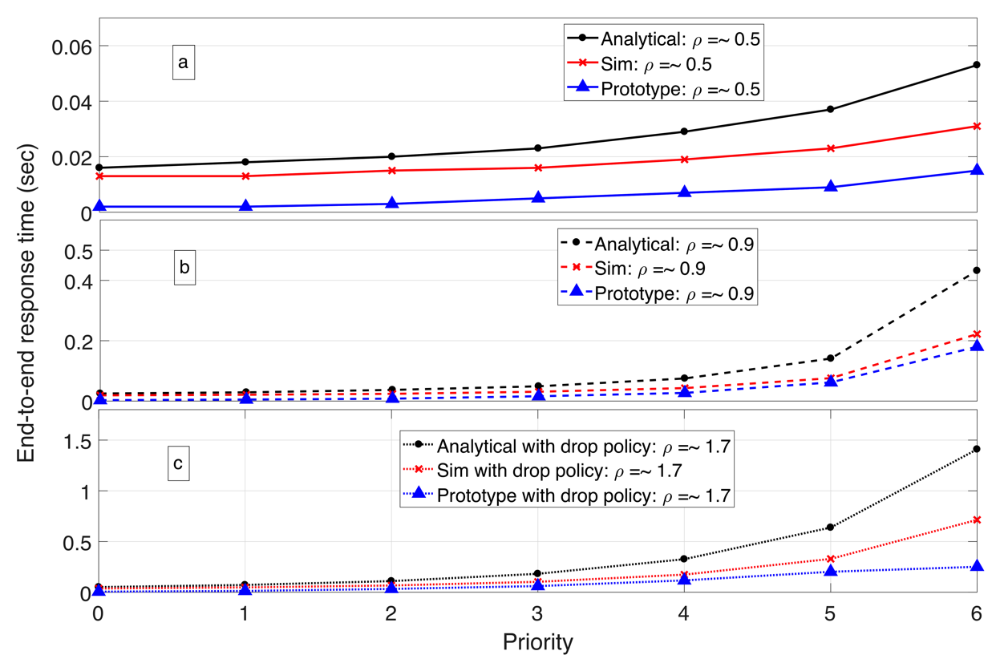 End-to-end response time (sec)
0.06
0.04
0.02
0
a
Analytical: ρ =~ 0.5
Sim: ρ =~ 0.5
Prototype: ρ =~ 0.5
0.5
0.4
0.2
0
b
Analytical: ρ =~ 0.9
Sim: ρ =~ 0.9
Prototype: ρ =~ 0.9
1.5
1
0.5
0
c
Analytical with drop policy: ρ =~ 1.7
Sim with drop policy: ρ =~ 1.7
Prototype with drop policy: ρ =~ 1.7
0 1 2 3 4 5 6
Priority